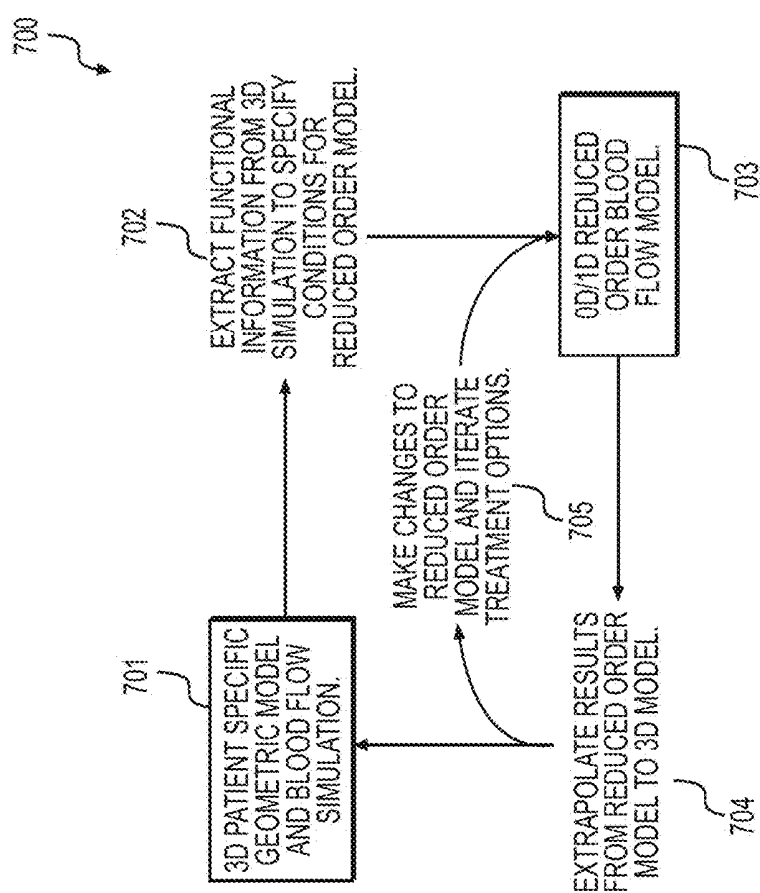 700
701
3D PATIENT SPECIFIC
GEOMETRIC MODEL
AND BLOOD FLOW
SIMULATION.
702
EXTRACT FUNCTIONAL
INFORMATION FROM 3D
SIMULATION TO SPECIFY
CONDITIONS FOR
REDUCED ORDER MODEL.
MAKE CHANGES TO
REDUCED ORDER
MODEL AND ITERATE
TREATMENT OPTIONS.
705
EXTRAPOLATE RESULTS
FROM REDUCED ORDER
MODEL TO 3D MODEL.
704
0D/1D REDUCED
ORDER BLOOD
FLOW MODEL.
703